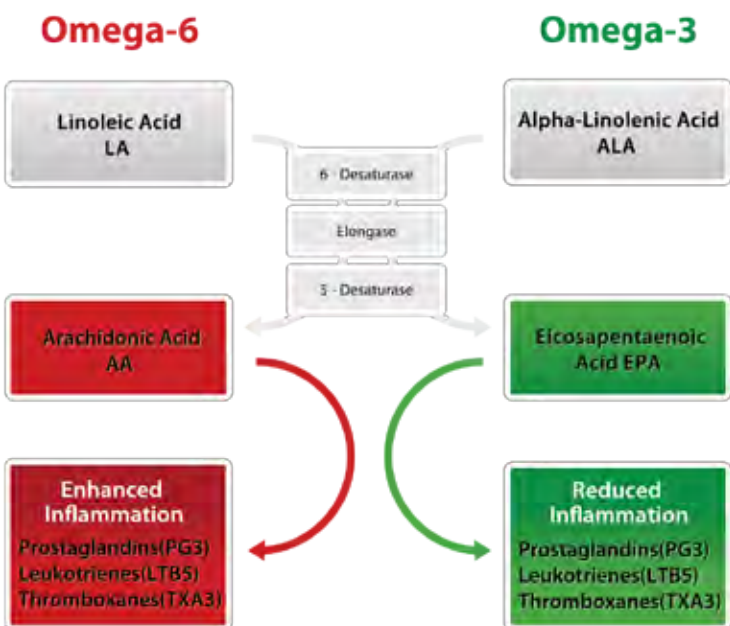 Omega-6
Omega-3
Linoleic Acid
LA
Alpha-Linolenic Acid
ALA
6 - Desaturase
Elongase
5 - Desaturase
Arachidonic Acid
AA
Eicosapentaenoic
Acid EPA
Enhanced
Inflammation
Prostaglandins(PG3)
Leukotrienes(LTB5)
Thromboxanes(TXA3)
Reduced
Inflammation
Prostaglandins(PG3)
Leukotrienes(LTB5)
Thromboxanes(TXA3)